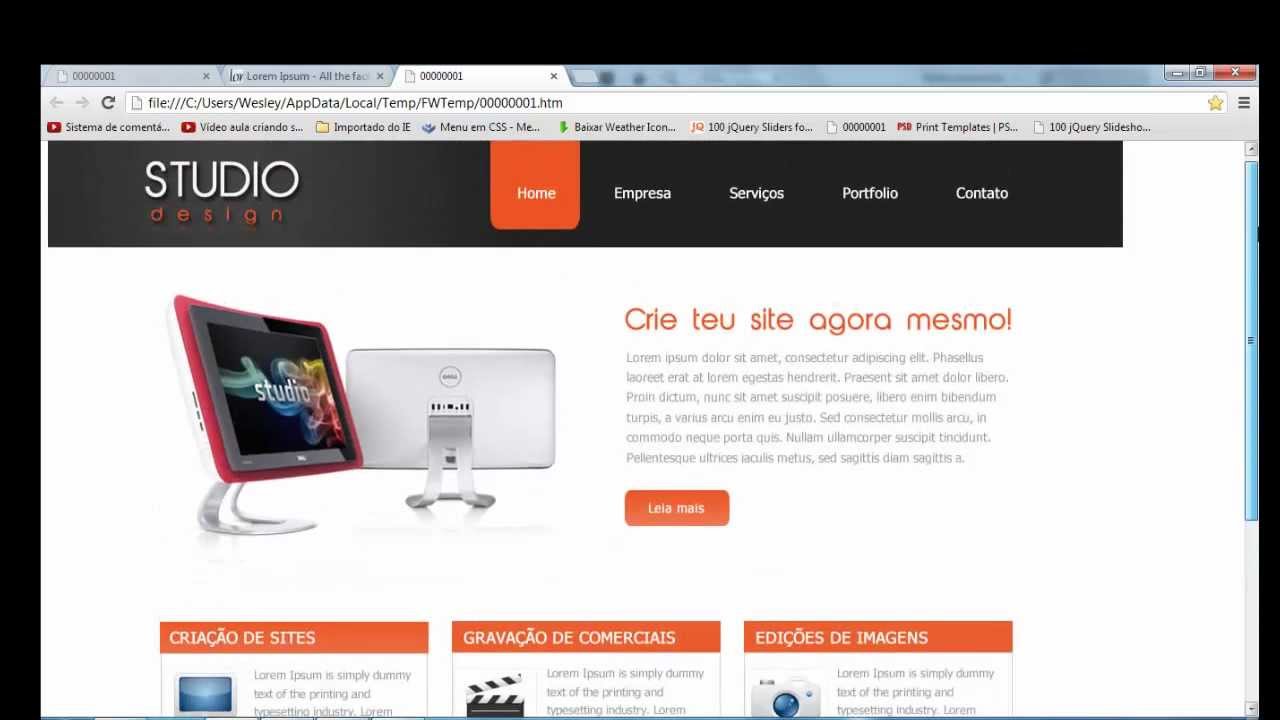 00000001
Lorem Ipsum - All the fac
00000001
file:///C:/Users/Wesley/AppData/Local/Temp/FWTemp/00000001.htm
Sistema de comentá... Vídeo aula criando s... Importado do IE Menu em CSS - Me... Baixar Weather Icon... JQ 100 jQuery Sliders fo... 00000001 PSD Print Templates | PS... 100 jQuery Slidesho...
STUDIO
design
Home Empresa Serviços Portfolio Contato
studio
DELL
Crie teu site agora mesmo!
Lorem ipsum dolor sit amet, consectetur adipiscing elit. Phasellus
laoreet erat at lorem egestas hendrerit. Praesent sit amet dolor libero.
Proin dictum, nunc sit amet suscipit posuere, libero enim bibendum
turpis, a varius arcu enim eu justo. Sed consectetur mollis arcu, in
commodo neque porta quis. Nullam ullamcorper suscipit tincidunt.
Pellentesque ultrices iaculis metus, sed sagittis diam sagittis a.
Leia mais
CRIAÇÃO DE SITES
Lorem Ipsum is simply dummy
text of the printing and
typesetting industry. Lorem
GRAVAÇÃO DE COMERCIAIS
Lorem Ipsum is simply dummy
text of the printing and
typesetting industry. Lorem
EDIÇÕES DE IMAGENS
Lorem Ipsum is simply dummy
text of the printing and
typesetting industry. Lorem